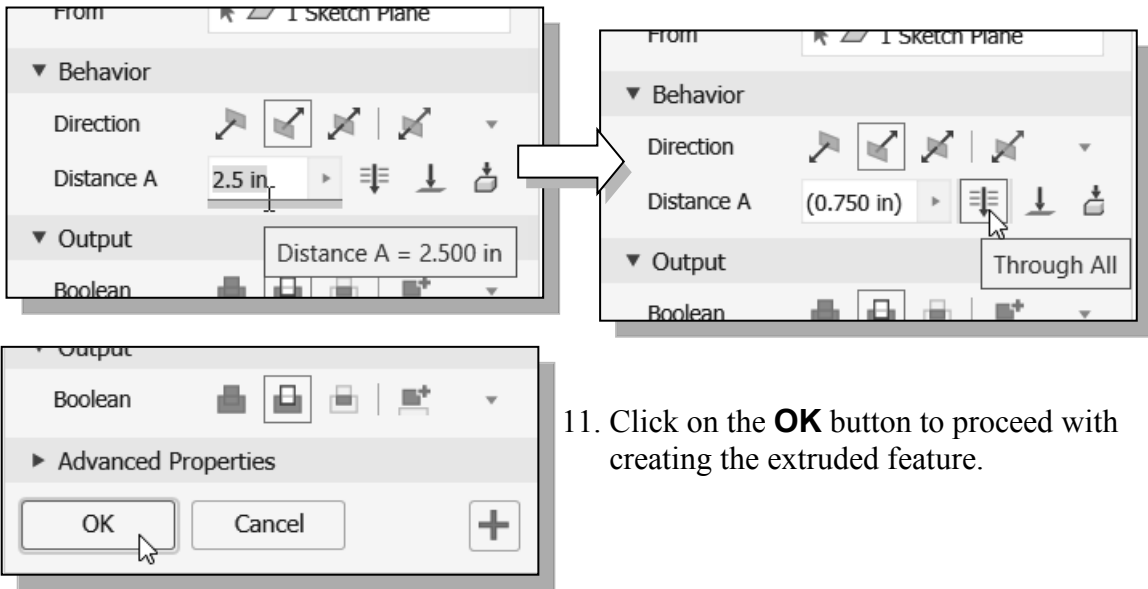 From 1 Sketch Plane
Behavior
Direction
Distance A 2.5 in
Output
Distance A = 2.500 in
Boolean
From 1 Sketch Plane
Behavior
Direction
Distance A (0.750 in)
Output
Through All
Boolean
Output
Boolean
Advanced Properties
OK Cancel
11. Click on the OK button to proceed with
creating the extruded feature.